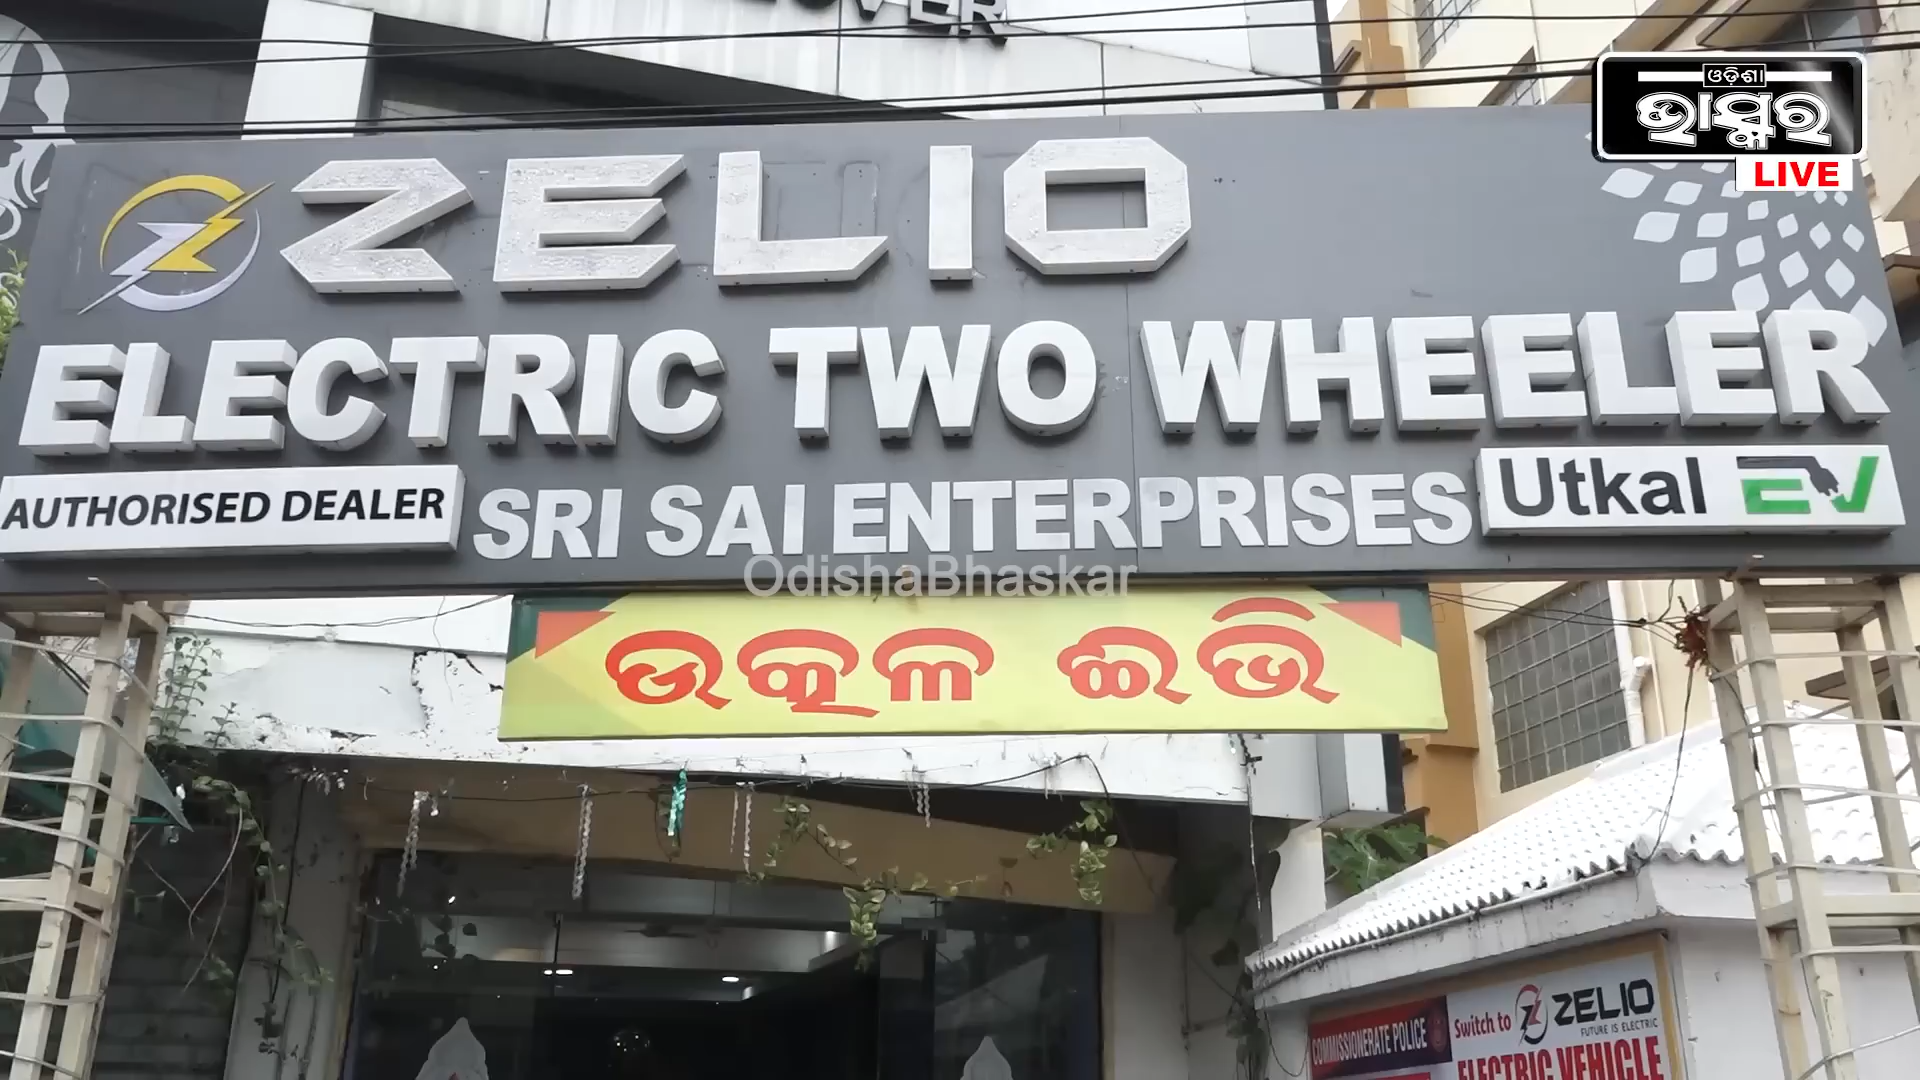 ଓଡ଼ିଶା
ଭାସ୍କର
LIVE
ZELIO
ELECTRIC TWO WHEELER
AUTHORISED DEALER SRI SAI ENTERPRISES Utkal EV
OdishaBhaskar
ଉତ୍କଳ ଇଭି
COMMISSIONERATE POLICE
Switch to ZELIO
FUTURE IS ELECTRIC
ELECTRIC VEHICLE